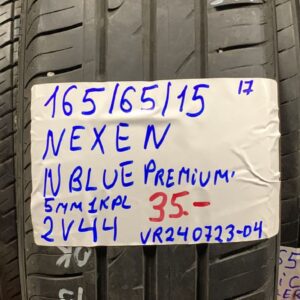 165/65/15 17
NEXEN
N BLUE PREMIUM,
5MM 1KPL 35.-
2V44 VR240723-04